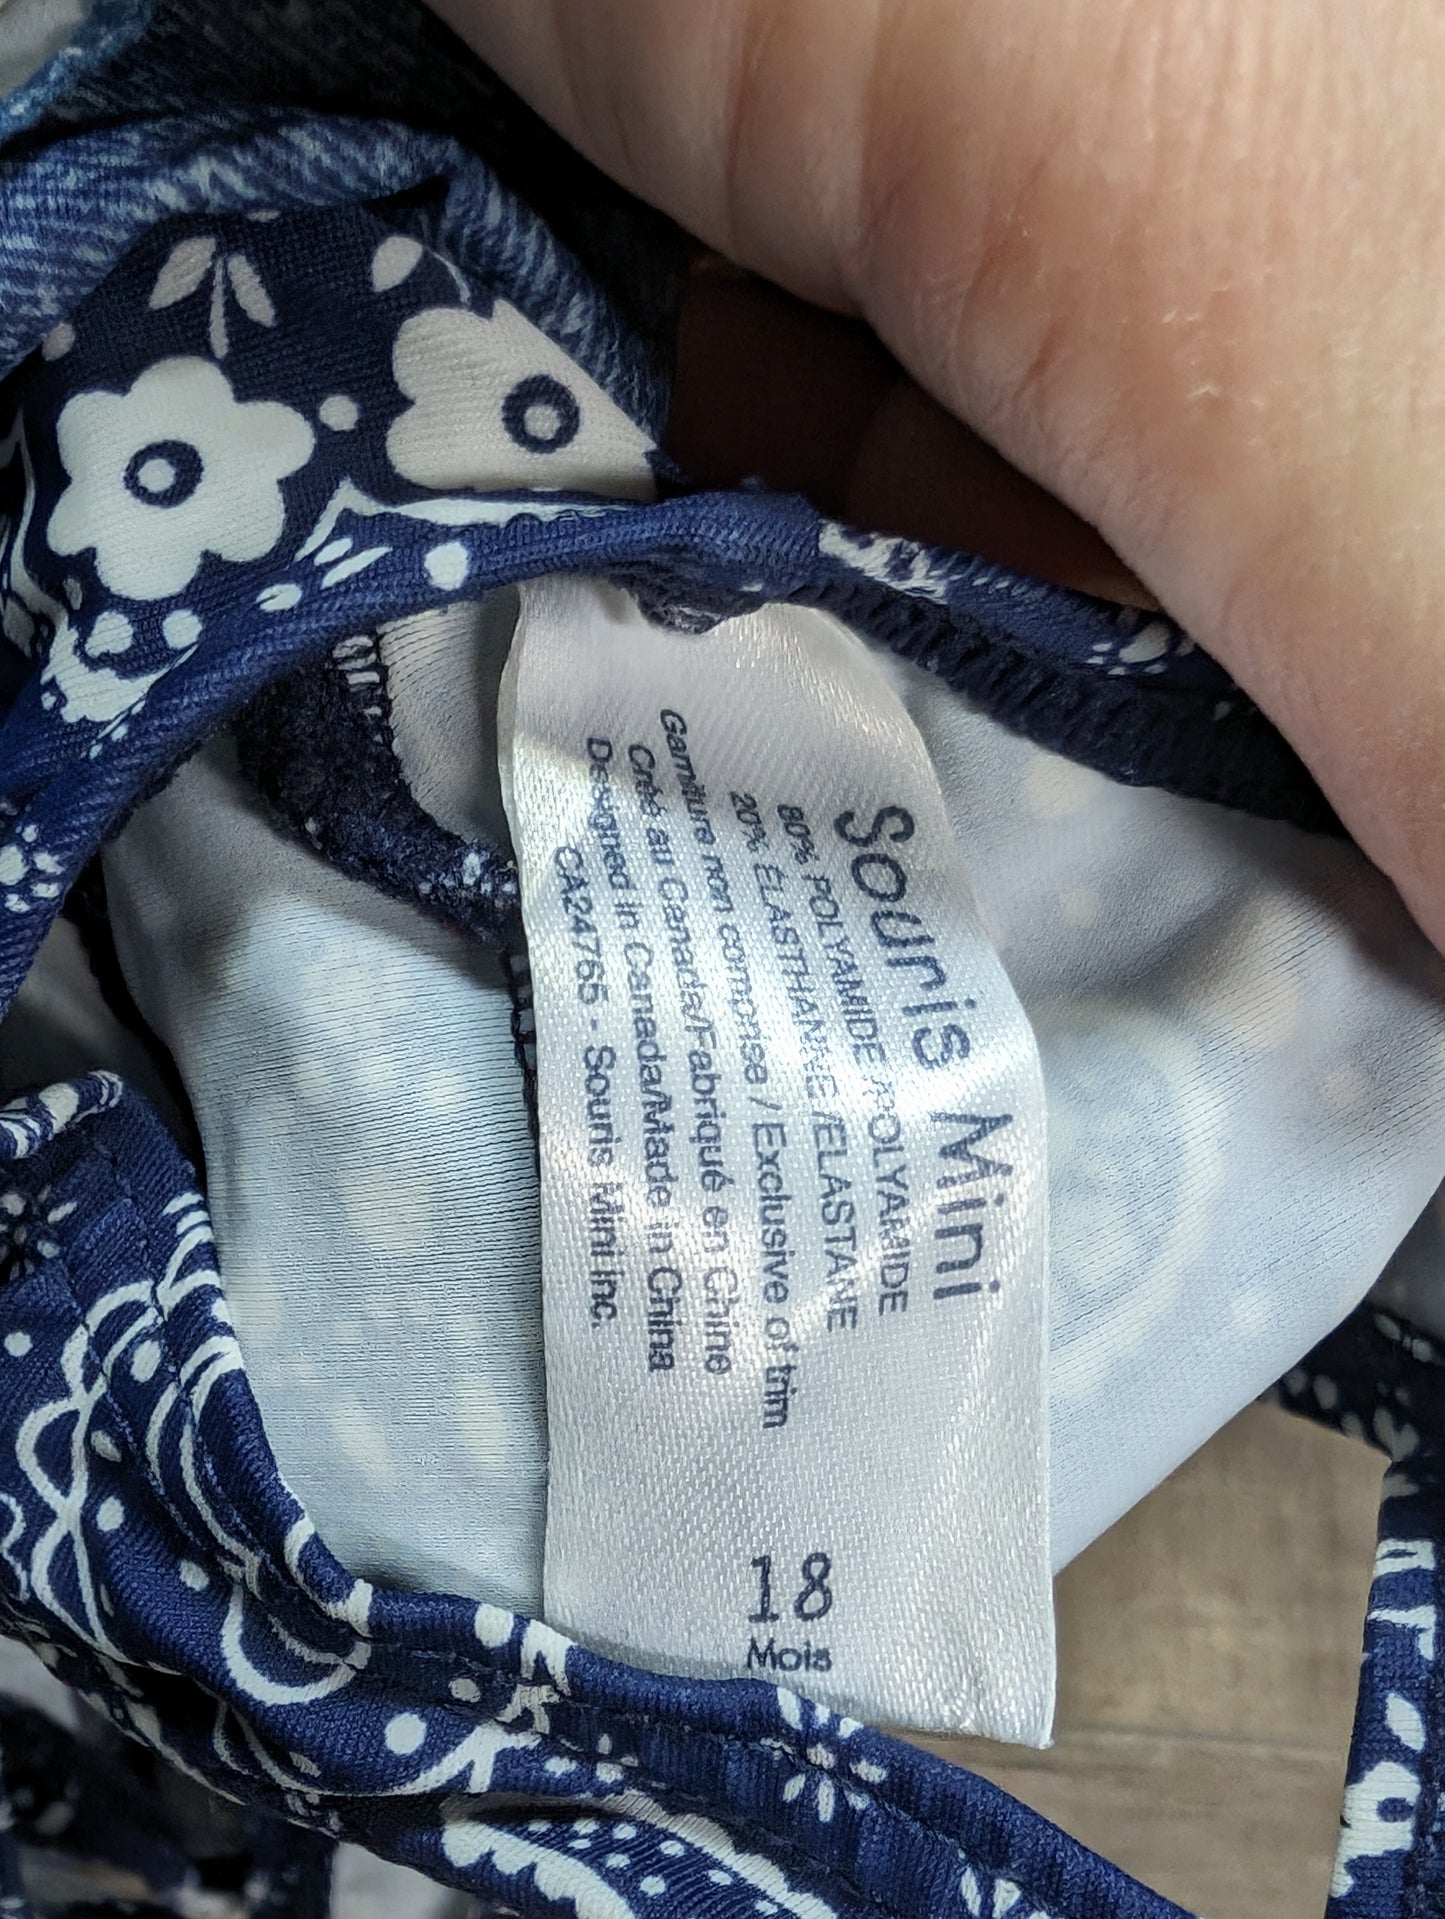 Souris Mini
80% POLYAMIDE / POLYAMIDE
20% ELASTHANNE / ELASTANE
Garniture non comprise / Exclusive of trim
Créé au Canada/Fabriqué en Chine
Designed in Canada/Made in China
CA24765 - Souris Mini Inc.
18
Mois